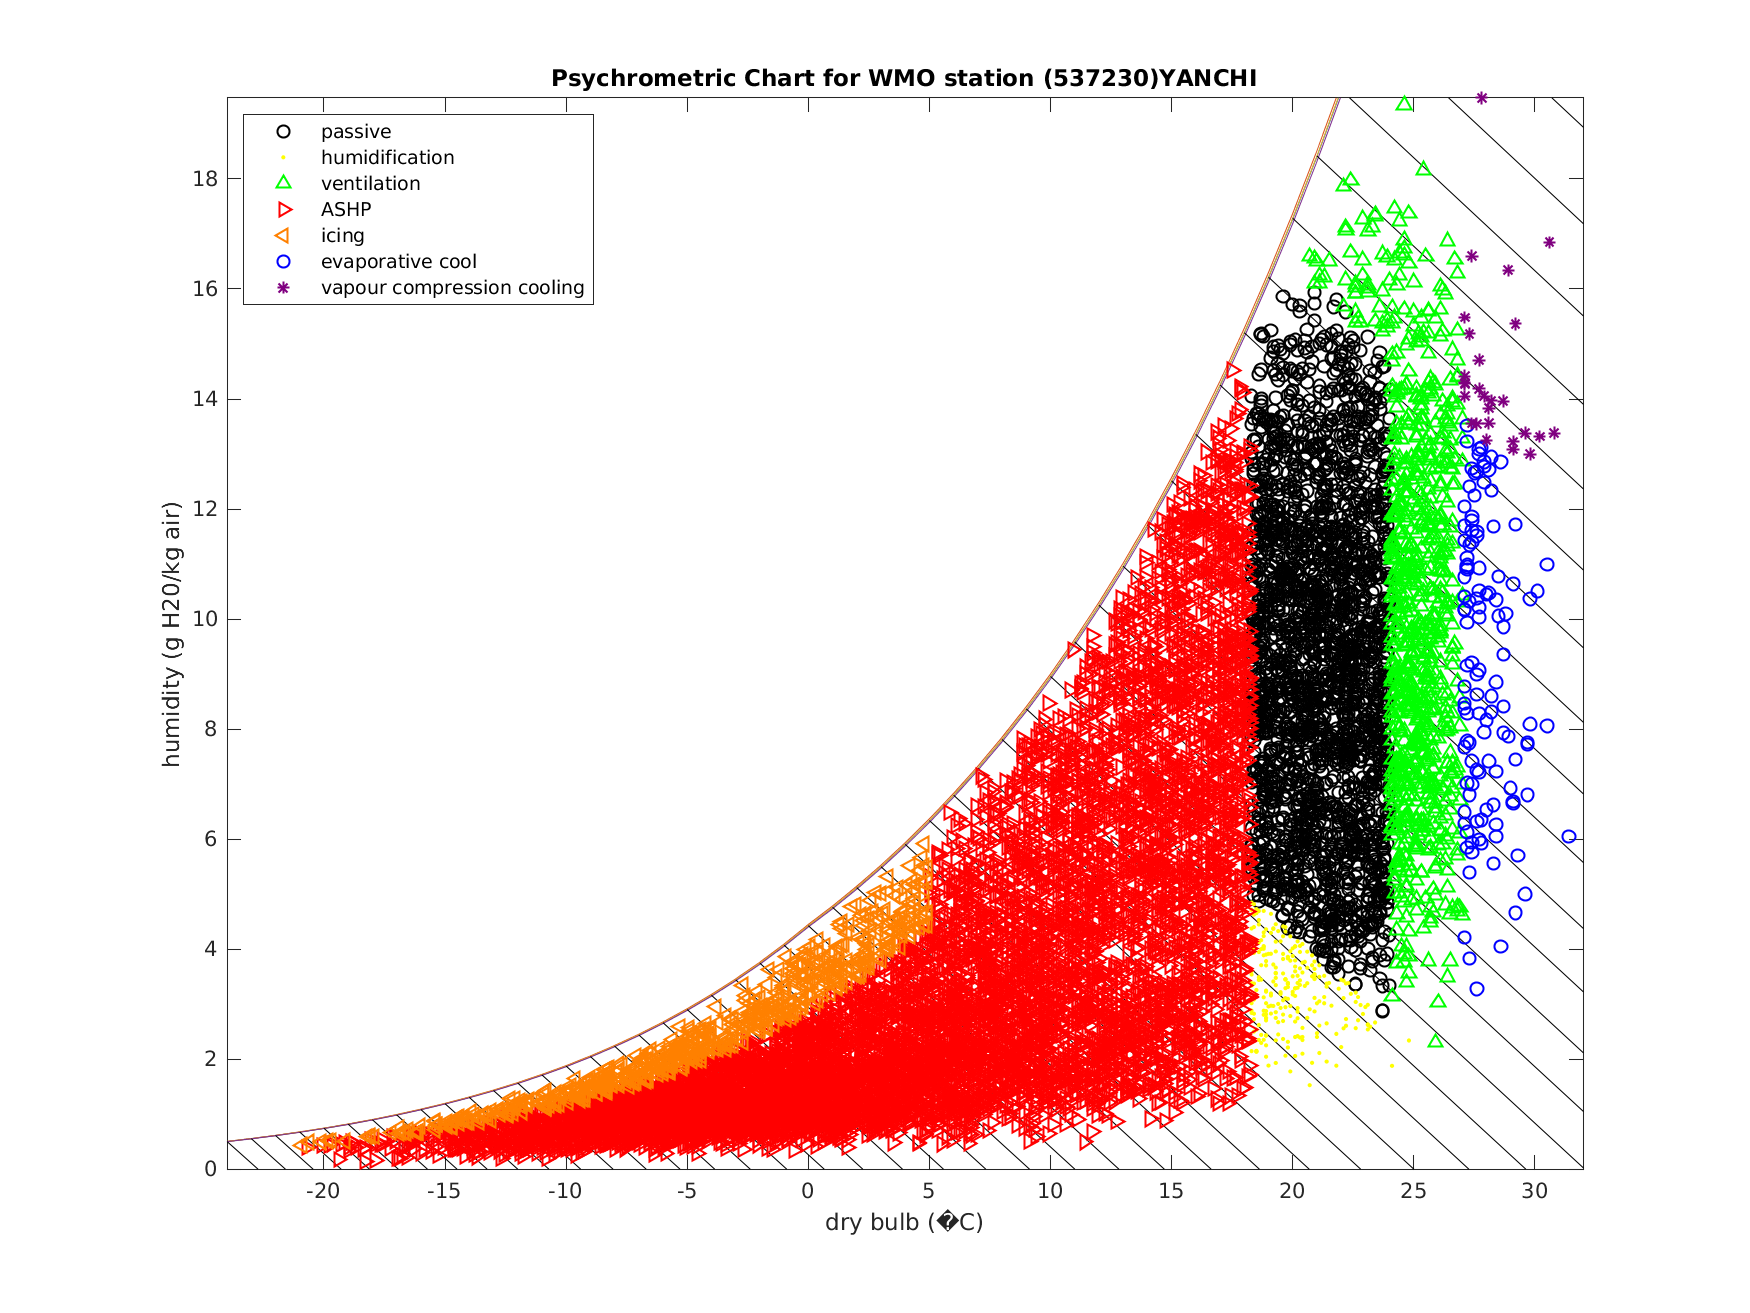 Psychrometric Chart for WMO station (537230)YANCHI
passive
humidification
ventilation
ASHP
icing
evaporative cool
vapour compression cooling
humidity (g H20/kg air)
18
16
14
12
10
8
6
4
2
0
-20 -15 -10 -5 0 5 10 15 20 25 30
dry bulb (�C)